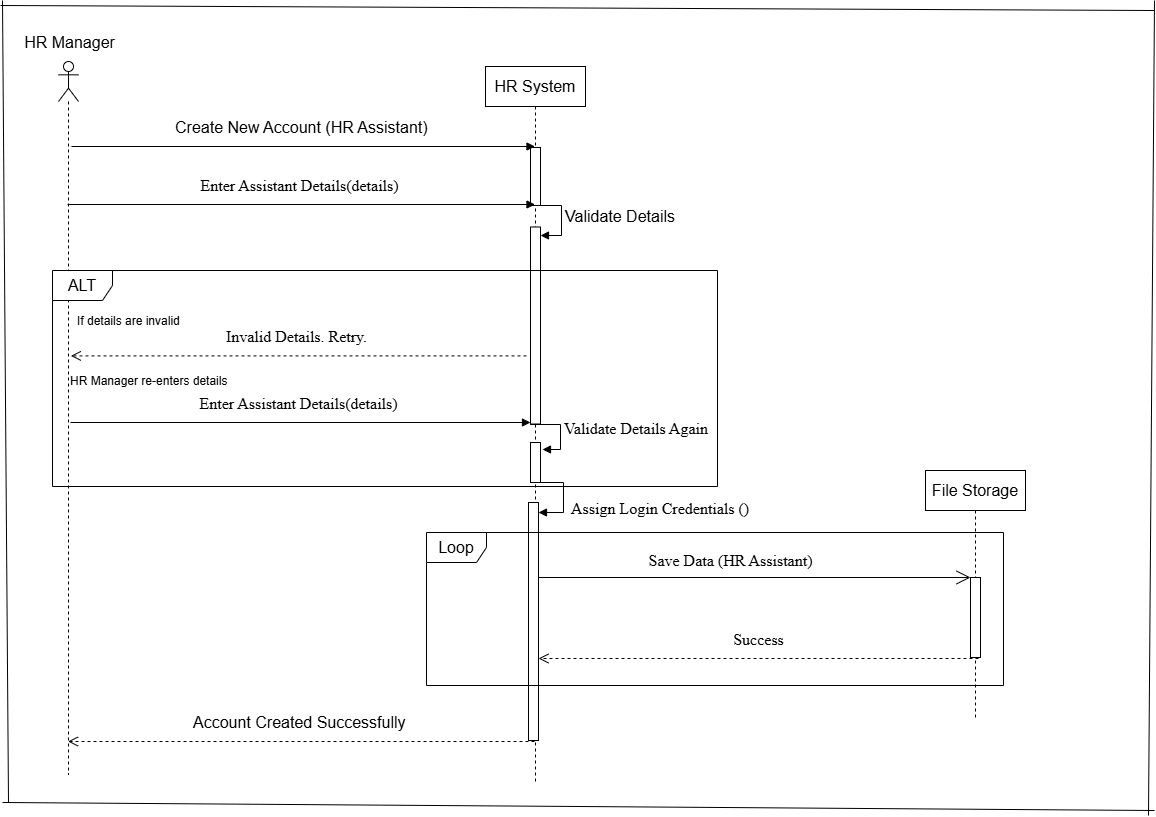 HR Manager
HR System
Create New Account (HR Assistant)
Enter Assistant Details(details)
Validate Details
ALT
If details are invalid
Invalid Details. Retry.
HR Manager re-enters details
Enter Assistant Details(details)
Validate Details Again
File Storage
Assign Login Credentials ()
Loop
Save Data (HR Assistant)
Success
Account Created Successfully